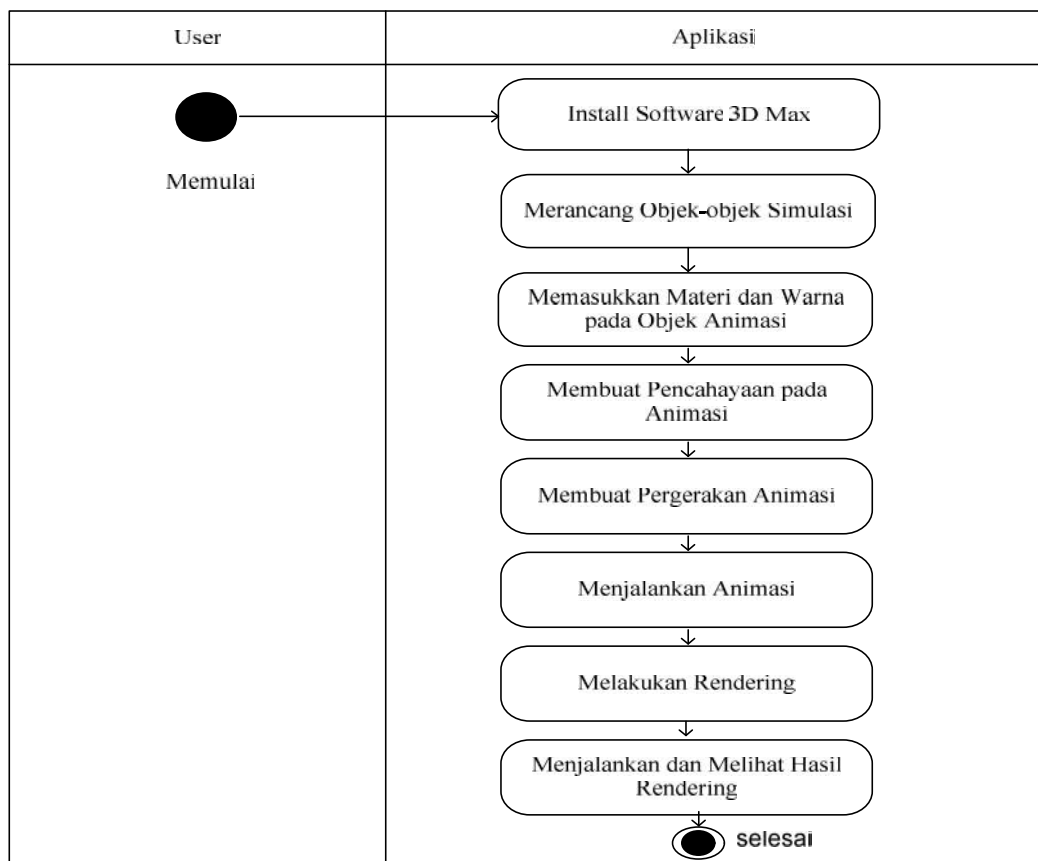 User
Aplikasi
Memulai
Install Software 3D Max
Merancang Objek-objek Simulasi
Memasukkan Materi dan Warna
pada Objek Animasi
Membuat Pencahayaan pada
Animasi
Membuat Pergerakan Animasi
Menjalankan Animasi
Melakukan Rendering
Menjalankan dan Melihat Hasil
Rendering
selesai